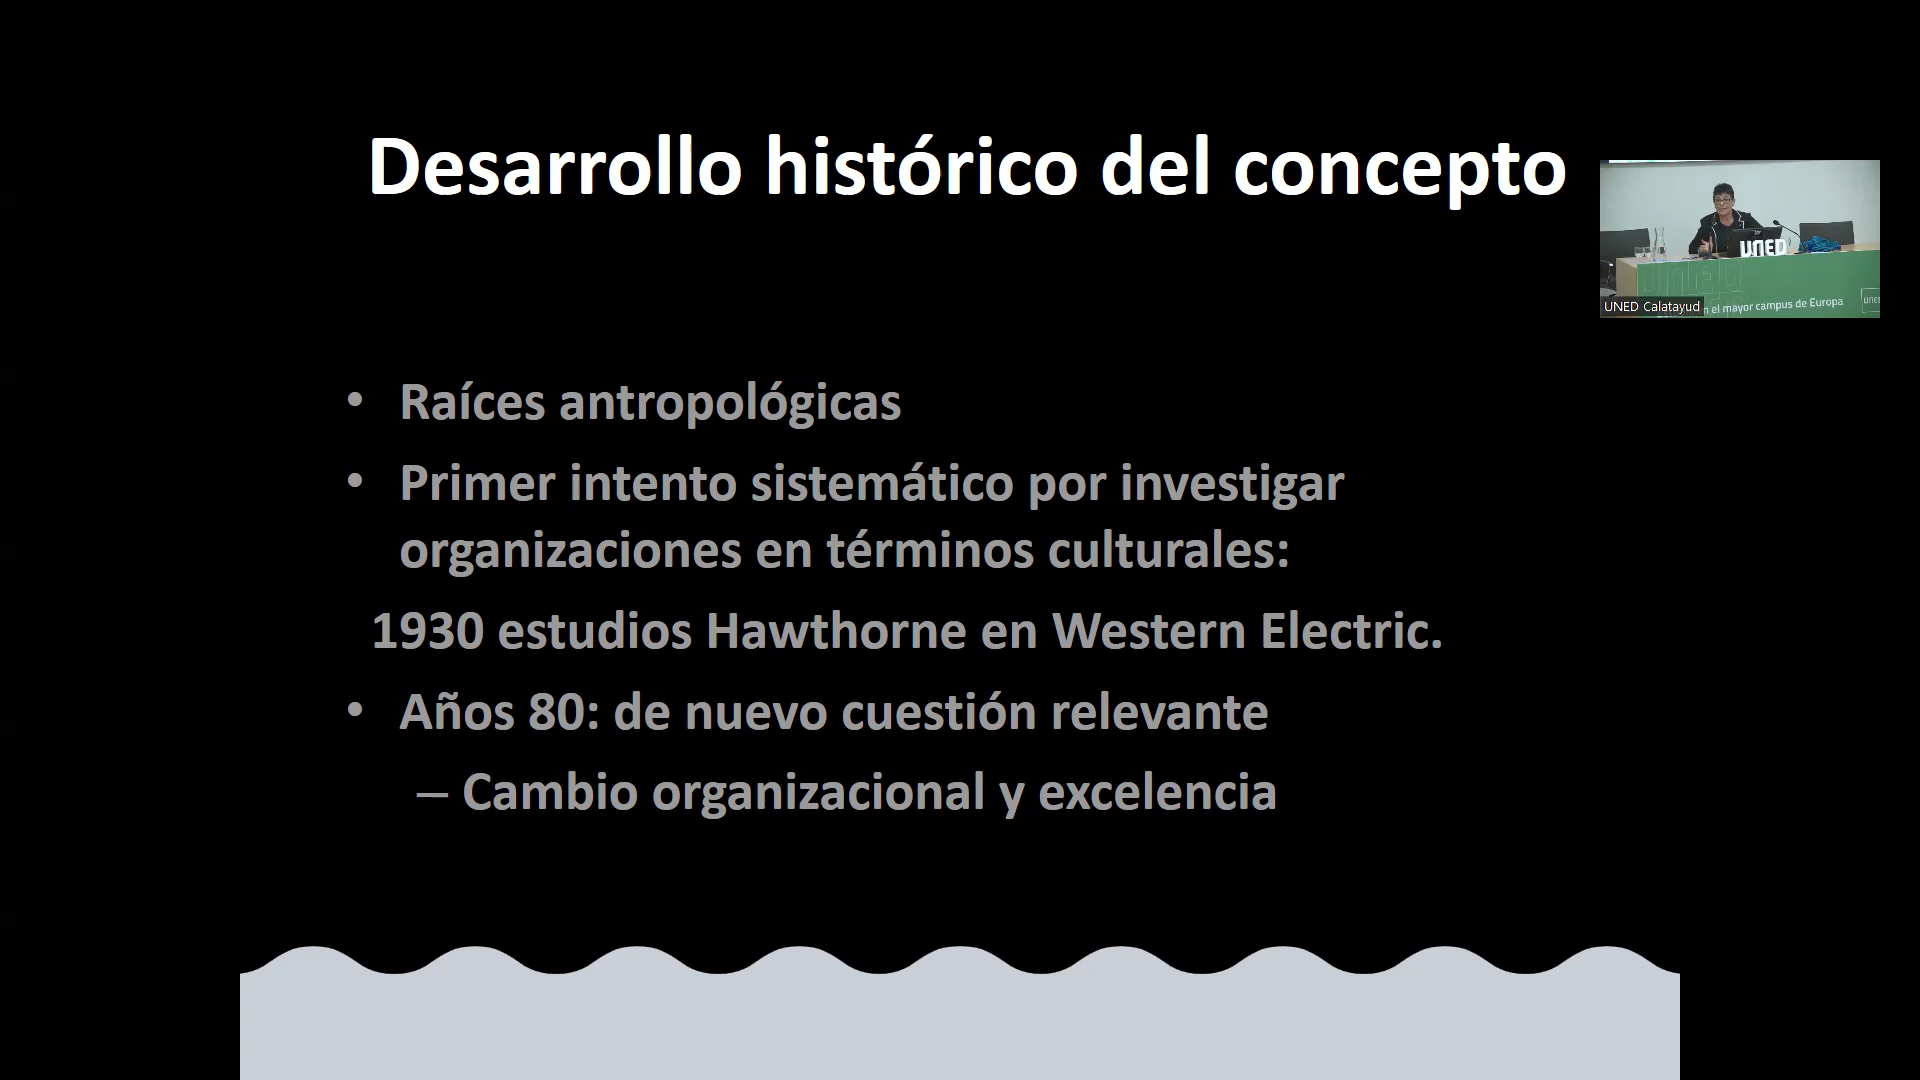 Desarrollo histórico del concepto
• Raíces antropológicas
• Primer intento sistemático por investigar
organizaciones en términos culturales:
1930 estudios Hawthorne en Western Electric.
• Años 80: de nuevo cuestión relevante
– Cambio organizacional y excelencia
UNED
UNED
UNED Calatayud
n el mayor campus de Europa